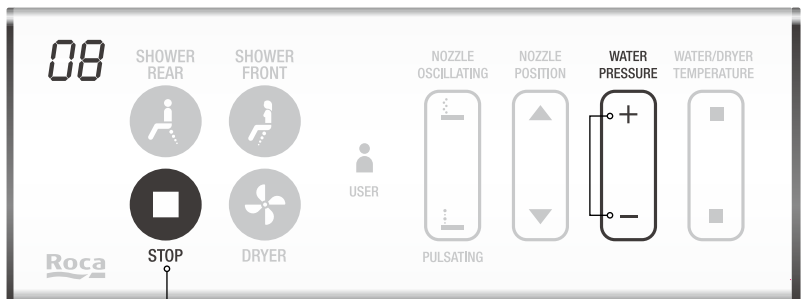 08
SHOWER
REAR
SHOWER
FRONT
NOZZLE
OSCILLATING
NOZZLE
POSITION
WATER
PRESSURE
WATER/DRYER
TEMPERATURE
+
−
USER
STOP
DRYER
PULSATING
Roca